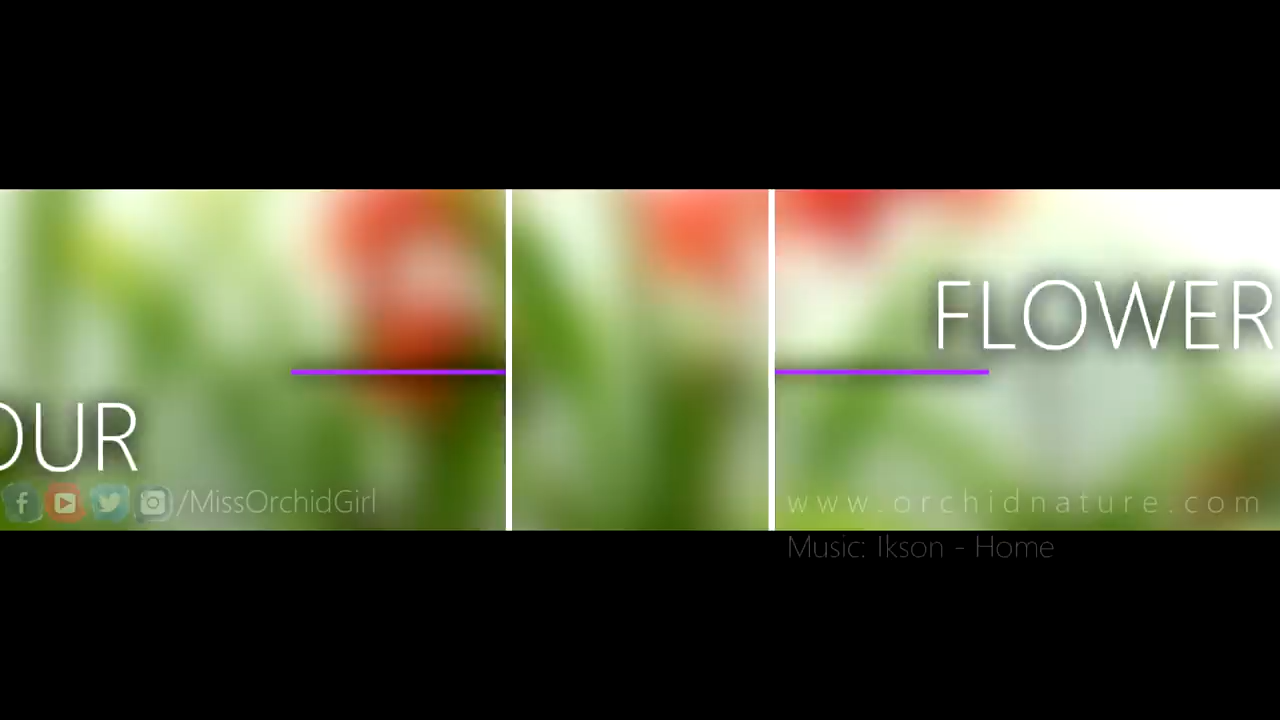 FLOWER
OUR
/MissOrchidGirl
www.orchidnature.com
Music: Ikson - Home